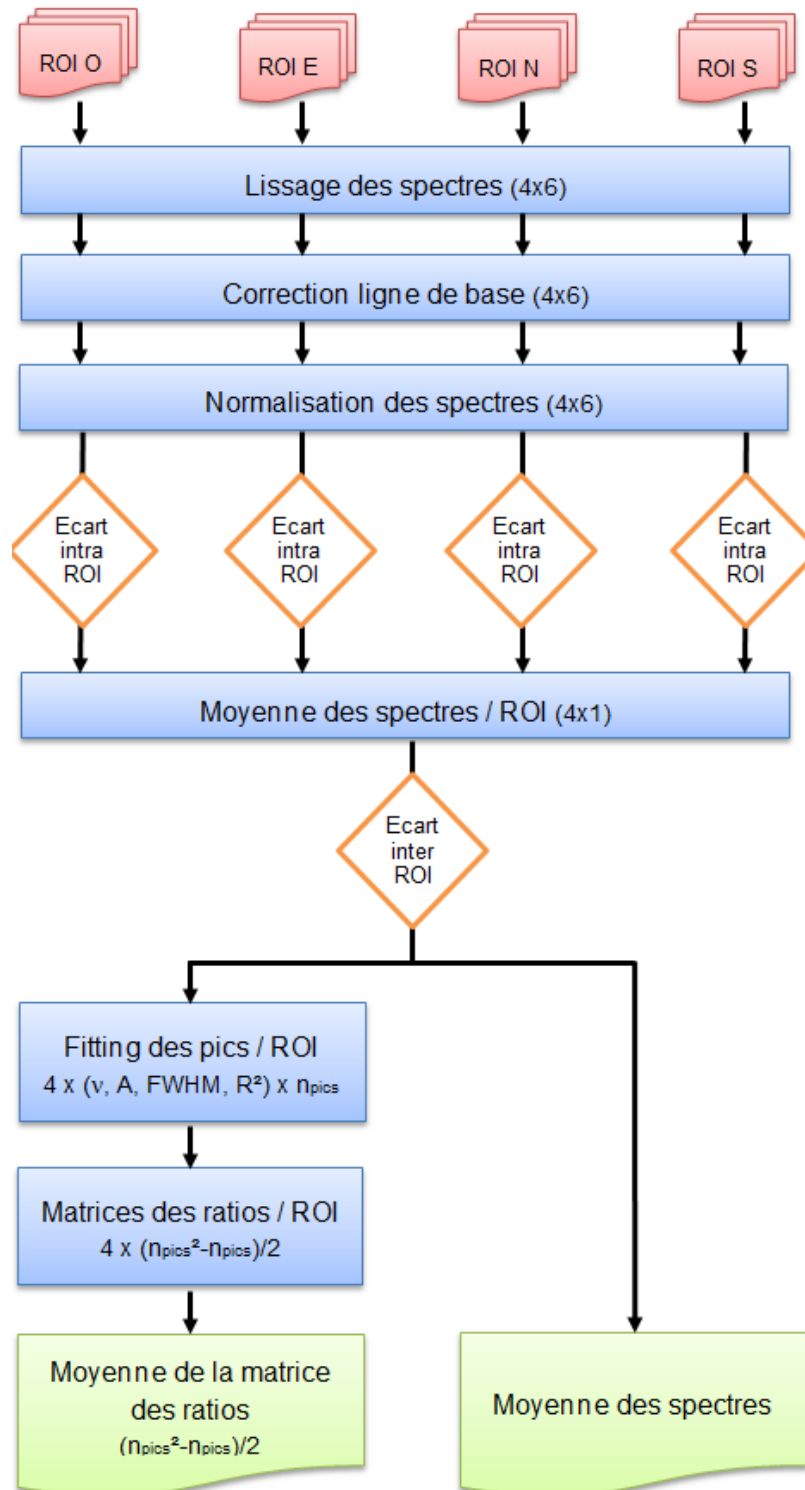 ROI O
ROI E
ROI N
ROI S
Lissage des spectres (4x6)
Correction ligne de base (4x6)
Normalisation des spectres (4x6)
Ecart
intra
ROI
Ecart
intra
ROI
Ecart
intra
ROI
Ecart
intra
ROI
Moyenne des spectres / ROI (4x1)
Ecart
inter
ROI
Fitting des pics / ROI
4 x (ν, A, FWHM, R²) x npics
Matrices des ratios / ROI
4 x (npics²-npics)/2
Moyenne de la matrice
des ratios
(npics²-npics)/2
Moyenne des spectres